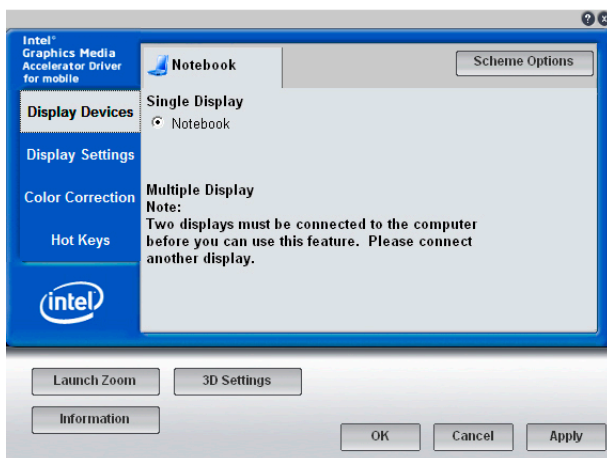 Intel®
Graphics Media
Accelerator Driver
for mobile
Notebook
Scheme Options
Display Devices
Display Settings
Color Correction
Hot Keys
intel
Single Display
Notebook
Multiple Display
Note:
Two displays must be connected to the computer
before you can use this feature. Please connect
another display.
Launch Zoom
3D Settings
Information
OK
Cancel
Apply